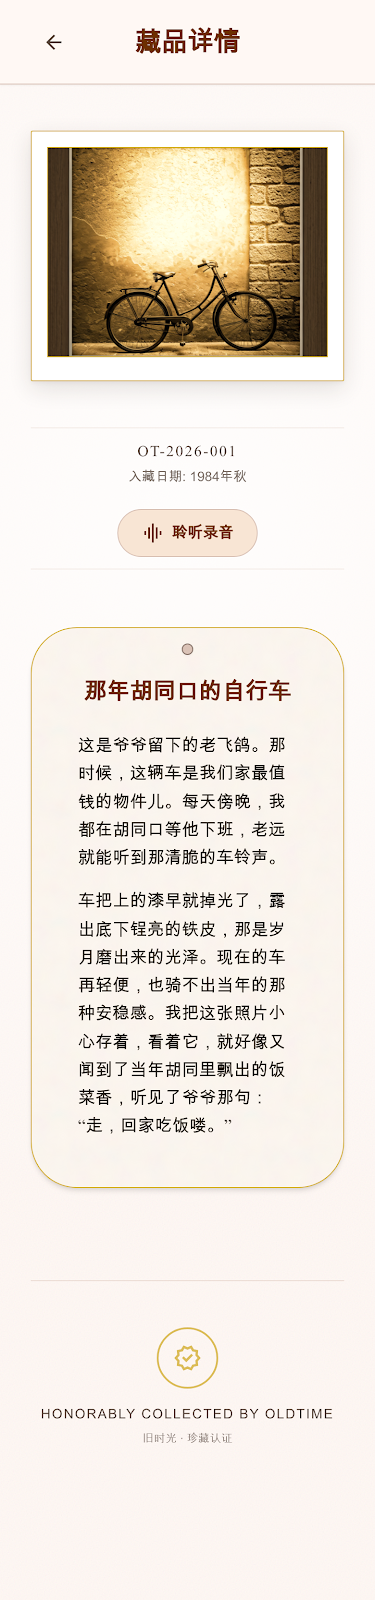 藏品详情
OT-2026-001
入藏日期: 1984年秋
聆听录音
那年胡同口的自行车
这是爷爷留下的老飞鸽。那
时候，这辆车是我们家最值
钱的物件儿。每天傍晚，我
都在胡同口等他下班，老远
就能听到那清脆的车铃声。
车把上的漆早就掉光了，露
出底下锃亮的铁皮，那是岁
月磨出来的光泽。现在的车
再轻便，也骑不出当年的那
种安稳感。我把这张照片小
心存着，看着它，就好像又
闻到了当年胡同里飘出的饭
菜香，听见了爷爷那句：
“走，回家吃饭喽。”
HONORABLY COLLECTED BY OLDTIME
旧时光 · 珍藏认证